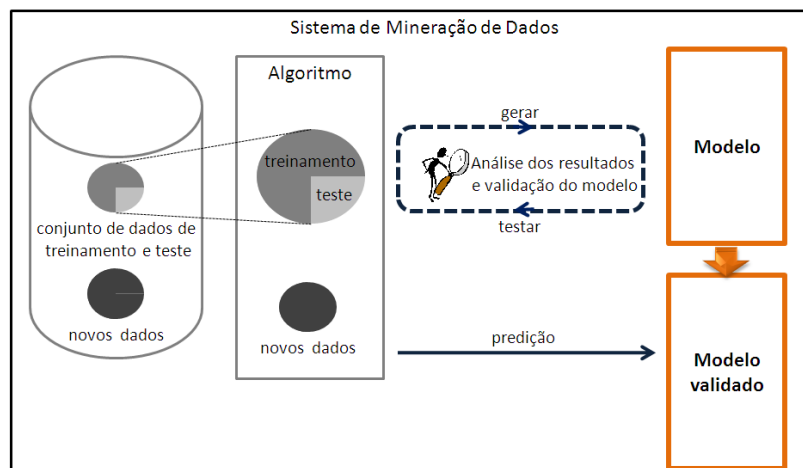 Sistema de Mineração de Dados
Algoritmo
treinamento
teste
conjunto de dados de
treinamento e teste
novos dados
novos dados
gerar
Análise dos resultados
e validação do modelo
testar
predição
Modelo
Modelo
validado